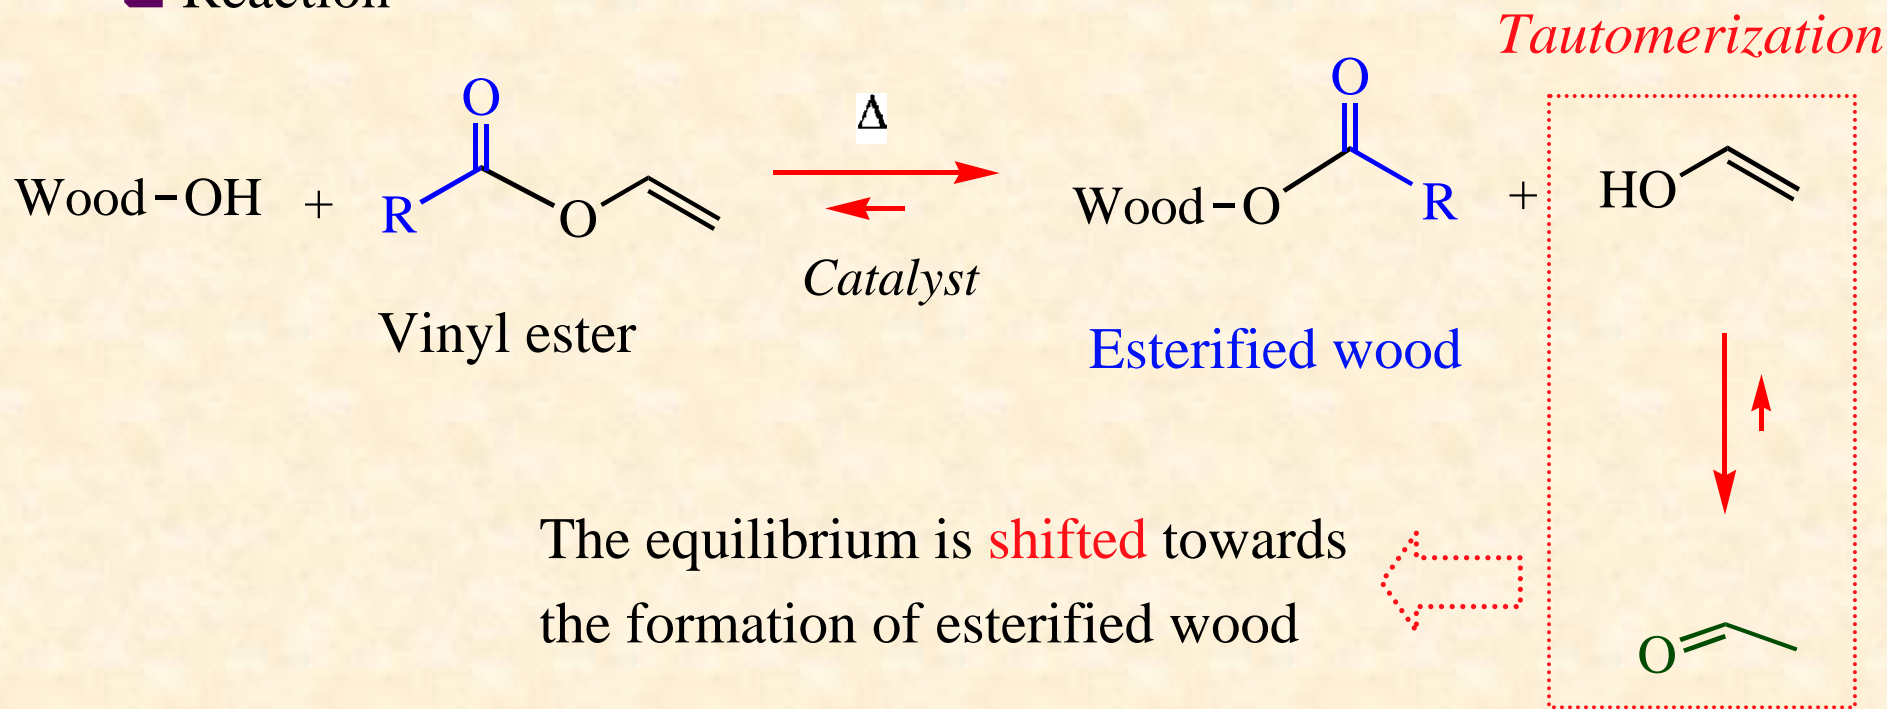 Reaction
Tautomerization
O
O
Δ
Wood-OH + R O
Wood-O R + HO
Catalyst
Vinyl ester
Esterified wood
The equilibrium is shifted towards
the formation of esterified wood
O